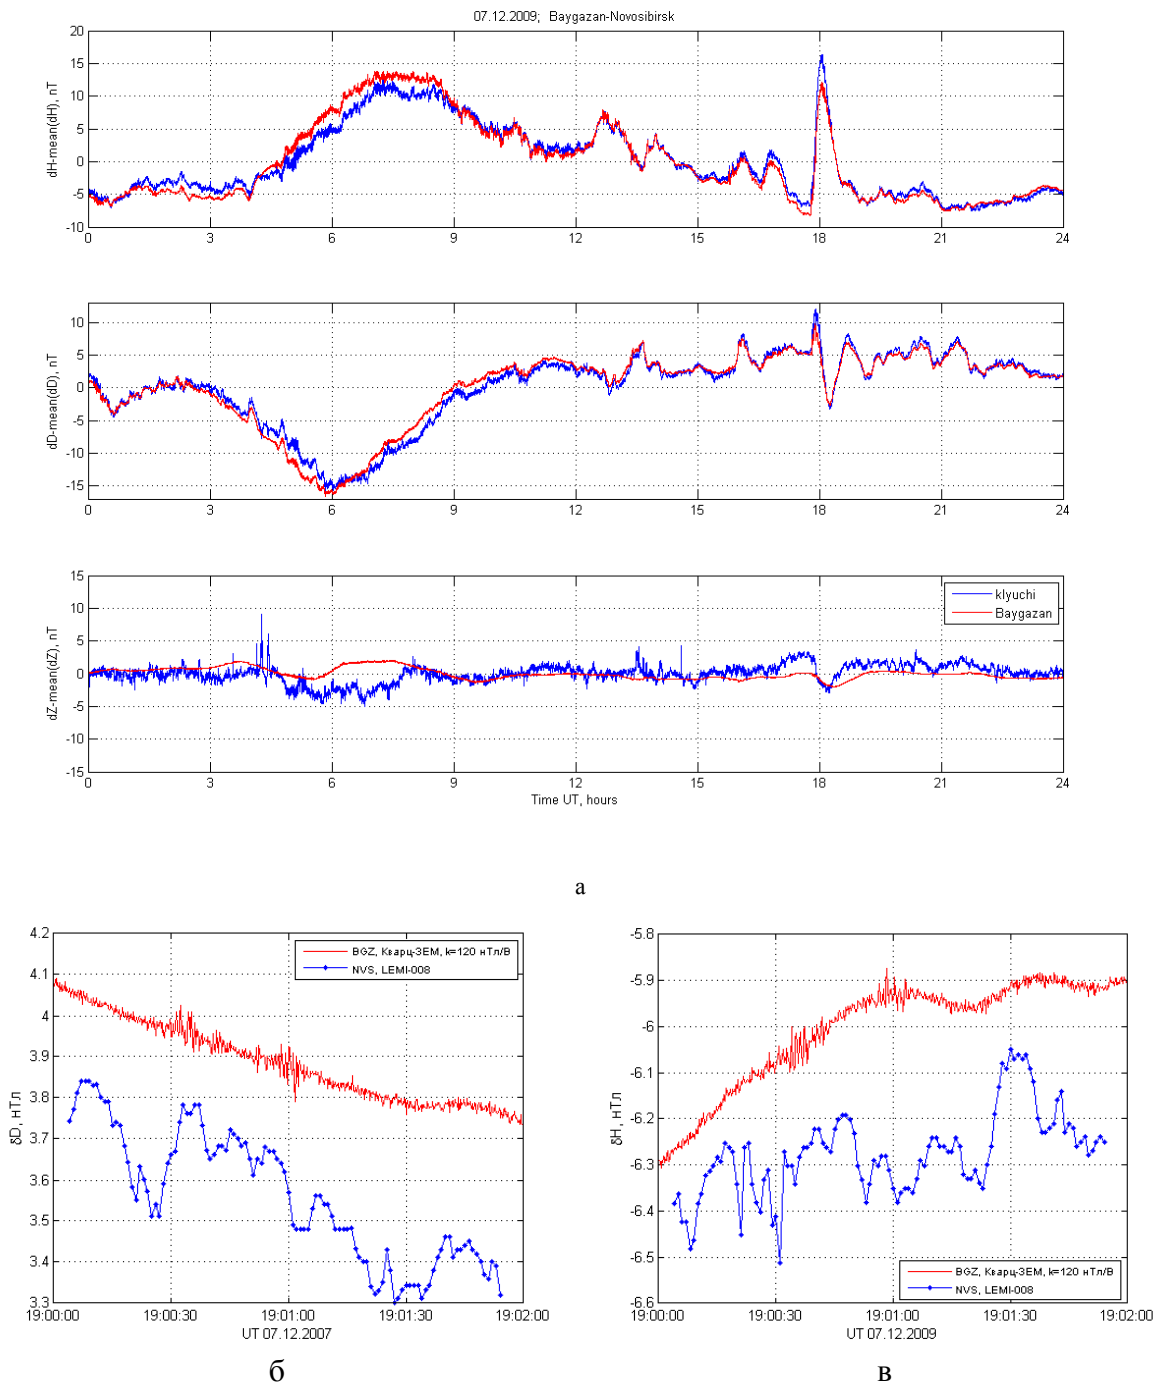 07.12.2009; Baygazan-Novosibirsk
dH-mean(dH), nT
20
15
10
5
0
-5
-10
0 3 6 9 12 15 18 21 24
dD-mean(dD), nT
10
5
0
-5
-10
-15
0 3 6 9 12 15 18 21 24
dZ-mean(dZ), nT
15
10
5
0
-5
-10
-15
klyuchi
Baygazan
0 3 6 9 12 15 18 21 24
Time UT, hours
а
δD, нТл
4.2
4.1
4
3.9
3.8
3.7
3.6
3.5
3.4
3.3
BGZ, Кварц-3ЕМ, k=120 нТл/В
NVS, LEMI-008
19:00:00 19:00:30 19:01:00 19:01:30 19:02:00
UT 07.12.2007
б
δH, нТл
-5.8
-5.9
-6
-6.1
-6.2
-6.3
-6.4
-6.5
-6.6
BGZ, Кварц-3ЕМ, k=120 нТл/В
NVS, LEMI-008
19:00:00 19:00:30 19:01:00 19:01:30 19:02:00
UT 07.12.2009
в